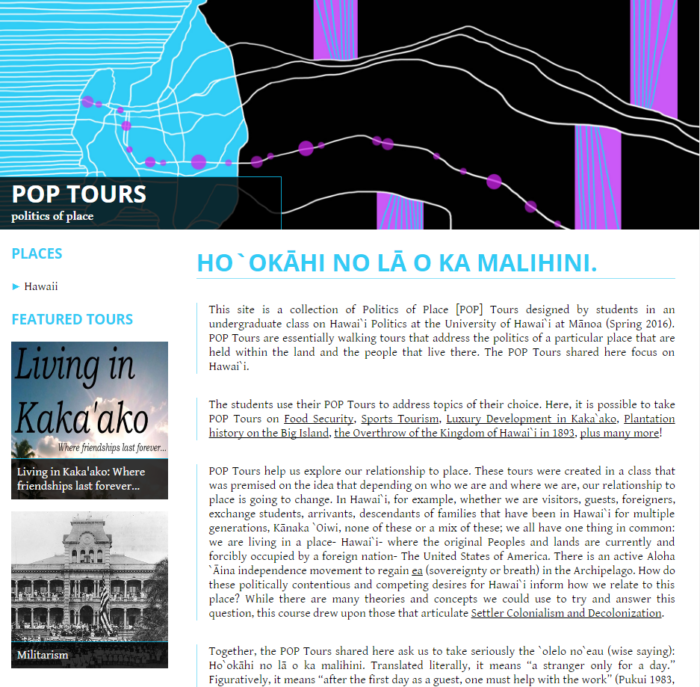 POP TOURS
politics of place
PLACES
► Hawaii
FEATURED TOURS
Living in
Kaka'ako
Where friendships last forever...
Living in Kaka'ako: Where
friendships last forever...
Militarism
HO`OKĀHI NO LĀ O KA MALIHINI.
This site is a collection of Politics of Place [POP] Tours designed by students in an
undergraduate class on Hawai`i Politics at the University of Hawai`i at Mānoa (Spring 2016).
POP Tours are essentially walking tours that address the politics of a particular place that are
held within the land and the people that live there. The POP Tours shared here focus on
Hawai`i.
The students use their POP Tours to address topics of their choice. Here, it is possible to take
POP Tours on Food Security, Sports Tourism, Luxury Development in Kaka`ako, Plantation
history on the Big Island, the Overthrow of the Kingdom of Hawai`i in 1893, plus many more!
POP Tours help us explore our relationship to place. These tours were created in a class that
was premised on the idea that depending on who we are and where we are, our relationship to
place is going to change. In Hawai`i, for example, whether we are visitors, guests, foreigners,
exchange students, arrivants, descendants of families that have been in Hawai`i for multiple
generations, Kānaka `Oiwi, none of these or a mix of these; we all have one thing in common:
we are living in a place- Hawai`i- where the original Peoples and lands are currently and
forcibly occupied by a foreign nation- The United States of America. There is an active Aloha
`Āina independence movement to regain ea (sovereignty or breath) in the Archipelago. How do
these politically contentious and competing desires for Hawai`i inform how we relate to this
place? While there are many theories and concepts we could use to try and answer this
question, this course drew upon those that articulate Settler Colonialism and Decolonization.
Together, the POP Tours shared here ask us to take seriously the `olelo no`eau (wise saying):
Ho`okāhi no lā o ka malihini. Translated literally, it means “a stranger only for a day.”
Figuratively, it means “after the first day as a guest, one must help with the work” (Pukui 1983,